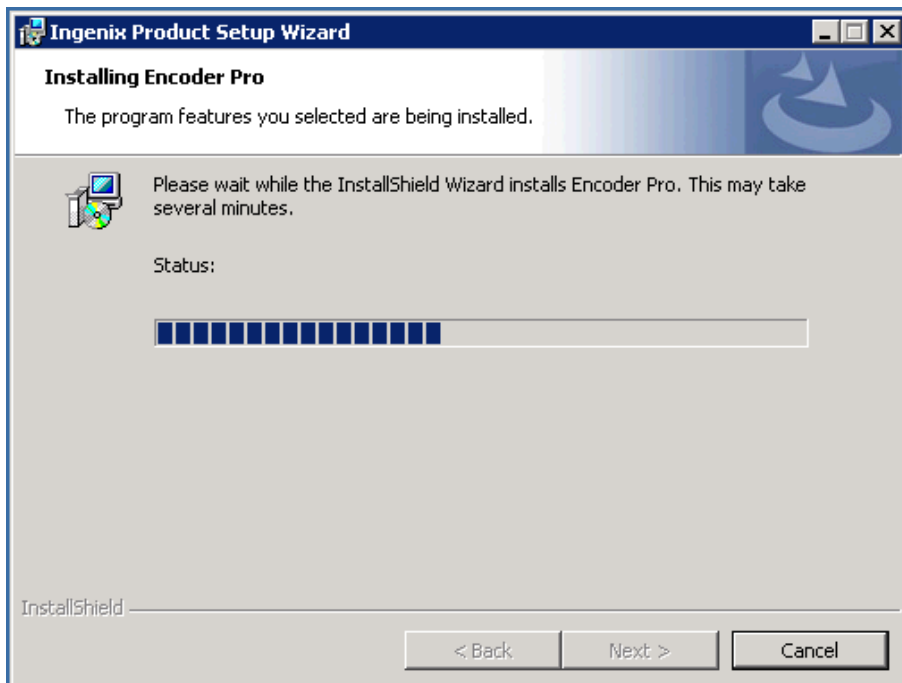 Ingenix Product Setup Wizard
Installing Encoder Pro
The program features you selected are being installed.
Please wait while the InstallShield Wizard installs Encoder Pro. This may take
several minutes.
Status:
InstallShield
< Back Next > Cancel